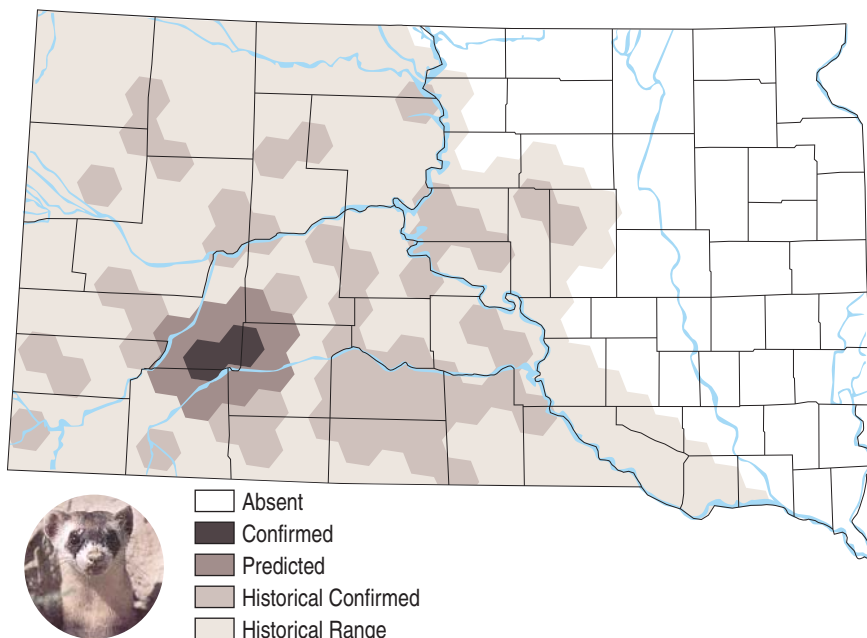 Absent
Confirmed
Predicted
Historical Confirmed
Historical Range